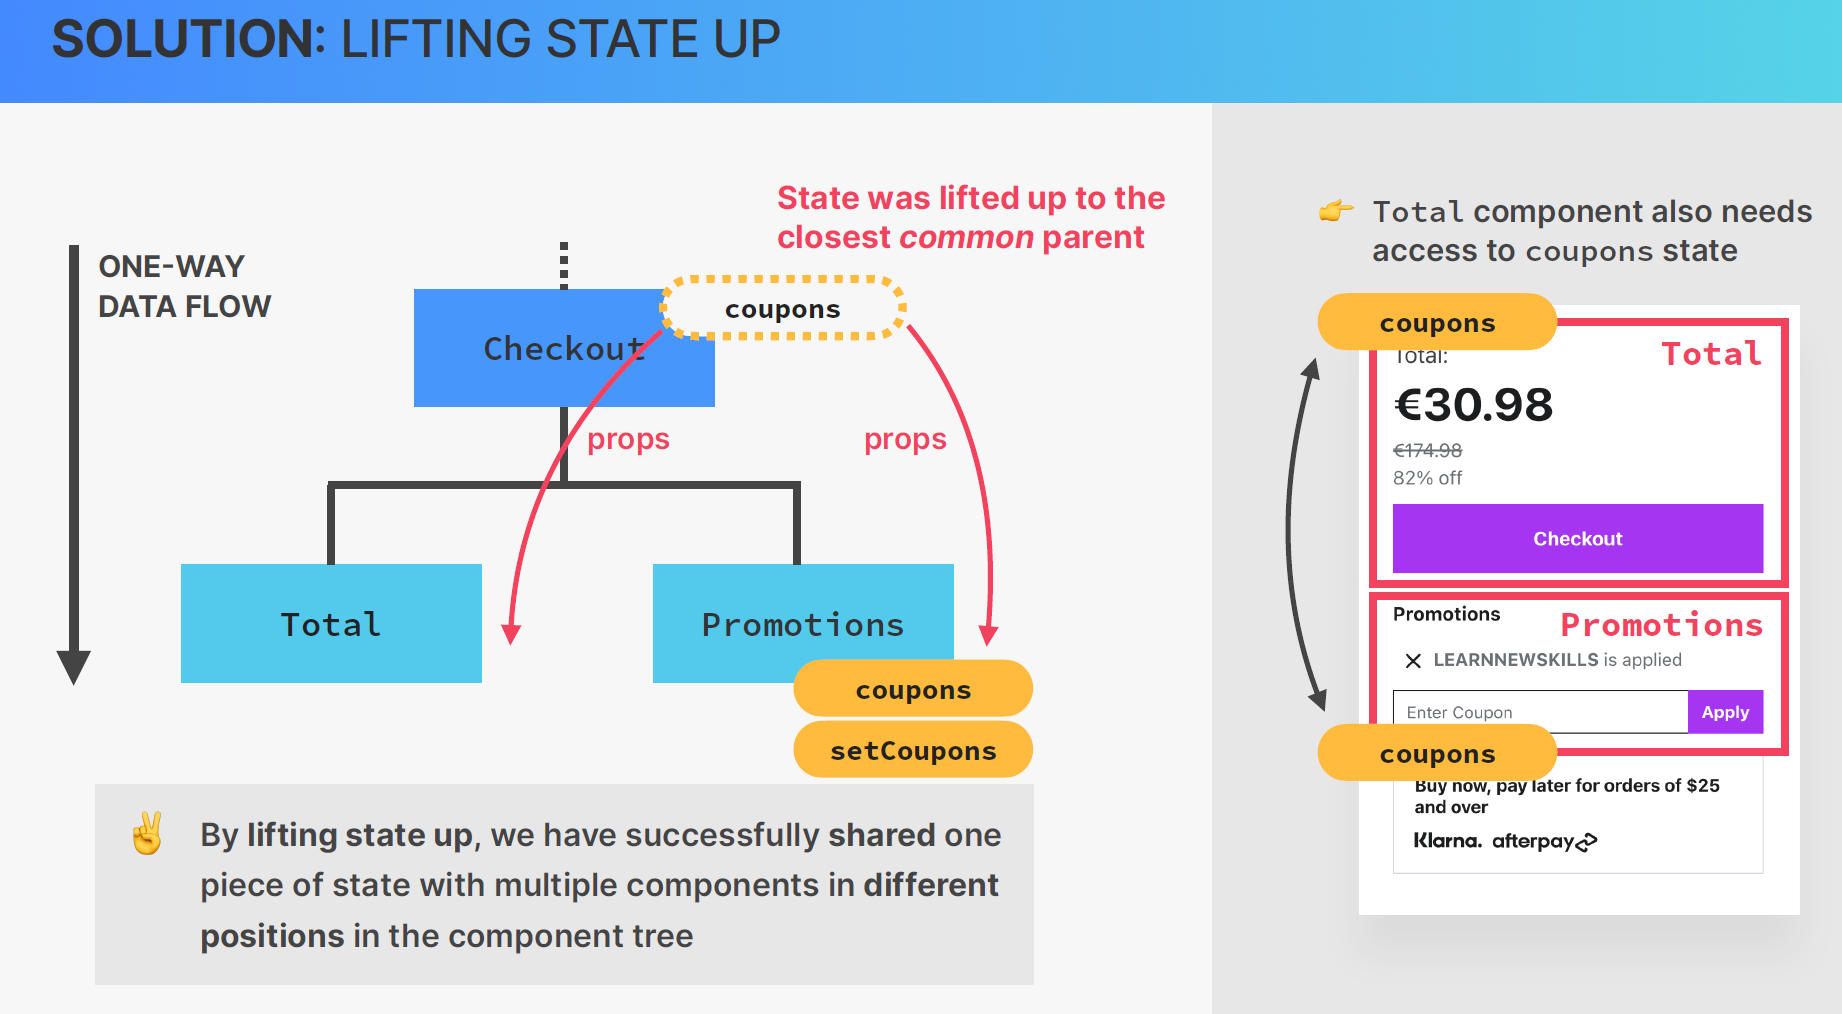 SOLUTION: LIFTING STATE UP
ONE-WAY
DATA FLOW
State was lifted up to the
closest common parent
coupons
Checkout
props
props
Total
Promotions
coupons
setCoupons
✌️ By lifting state up, we have successfully shared one
piece of state with multiple components in different
positions in the component tree
👉 Total component also needs
access to coupons state
coupons
Total:
Total
€30.98
€174.98
82% off
Checkout
Promotions
Promotions
LEARNNEWSKILLS is applied
Enter Coupon
Apply
coupons
Buy now, pay later for orders of $25
and over
Klarna. afterpay